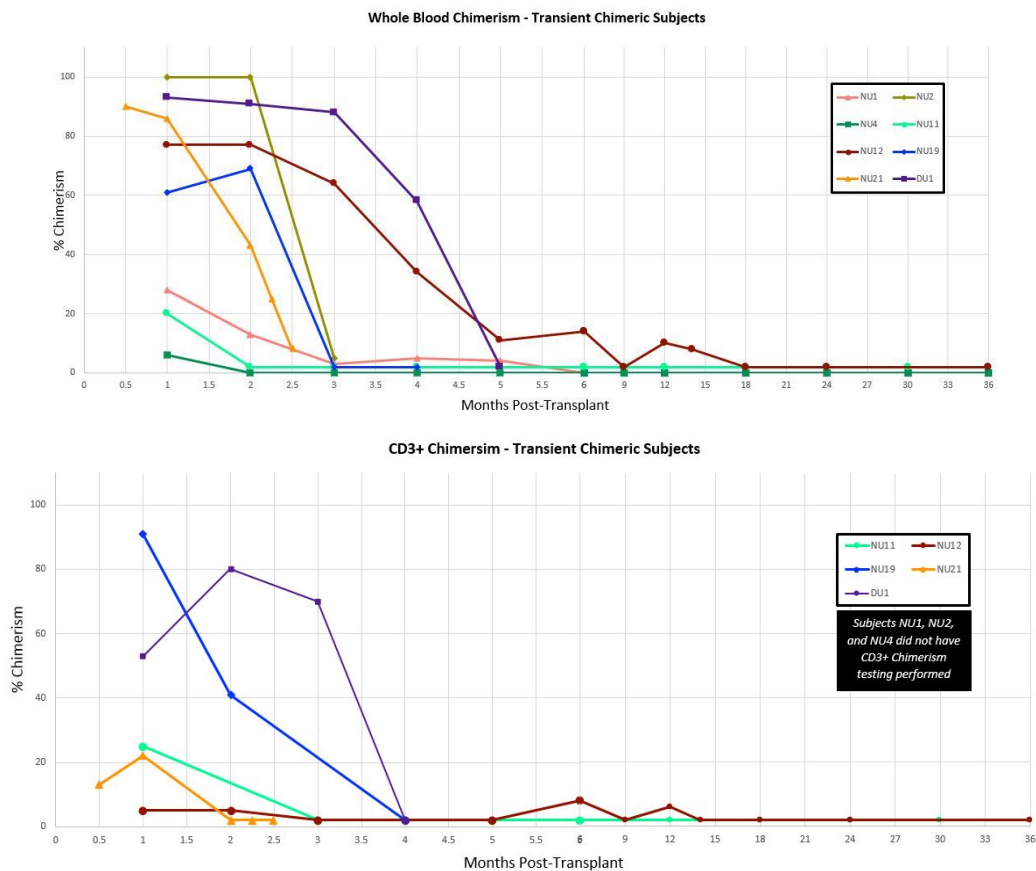 Whole Blood Chimerism - Transient Chimeric Subjects
100
80
60
40
20
0
% Chimerism
NU1 NU2
NU4 NU11
NU12 NU19
NU21 DU1
0 0.5 1 1.5 2 2.5 3 3.5 4 4.5 5 5.5 6 9 12 15 18 21 24 27 30 33 36
Months Post-Transplant
CD3+ Chimersim - Transient Chimeric Subjects
100
80
60
40
20
0
% Chimerism
NU11 NU12
NU19 NU21
DU1
Subjects NU1, NU2,
and NU4 did not have
CD3+ Chimerism
testing performed
0 0.5 1 1.5 2 2.5 3 3.5 4 4.5 5 5.5 6 9 12 15 18 21 24 27 30 33 36
Months Post-Transplant